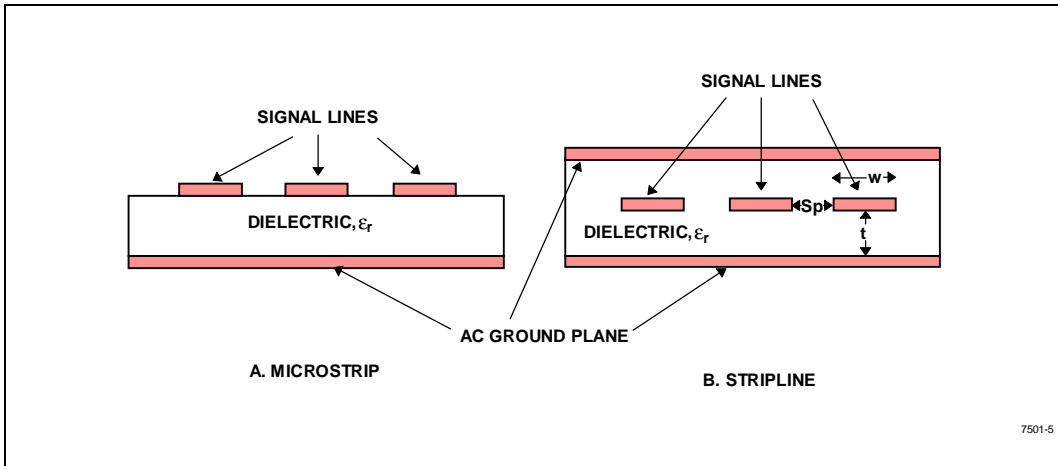 SIGNAL LINES
DIELECTRIC, εr
A. MICROSTRIP
SIGNAL LINES
w
Sp
t
DIELECTRIC, εr
AC GROUND PLANE
B. STRIPLINE
7501-5